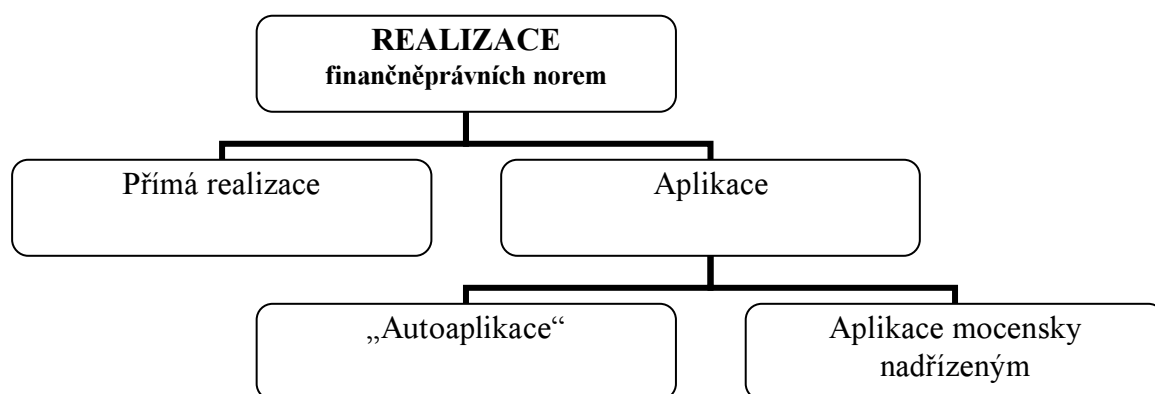 REALIZACE
finančněprávních norem
Přímá realizace
Aplikace
„Autoaplikace“
Aplikace mocensky
nadřízeným